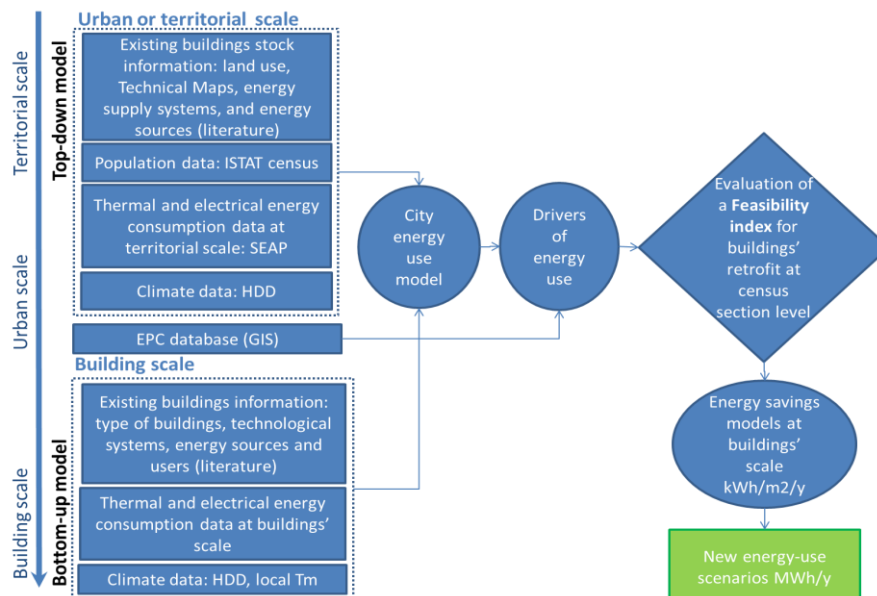 Urban or territorial scale
Territorial scale
Urban scale
Building scale
Top-down model
Existing buildings stock
information: land use,
Technical Maps, energy
supply systems, and energy
sources (literature)
Population data: ISTAT census
Thermal and electrical energy
consumption data at
territorial scale: SEAP
Climate data: HDD
EPC database (GIS)
Building scale
Bottom-up model
Existing buildings information:
type of buildings, technological
systems, energy sources and
users (literature)
Thermal and electrical energy
consumption data at buildings’
scale
Climate data: HDD, local Tm
City
energy
use
model
Drivers
of
energy
use
Evaluation of
a Feasibility
index for
buildings’
retrofit at
census
section level
Energy savings
models at
buildings’
scale
kWh/m2/y
New energy-use
scenarios MWh/y